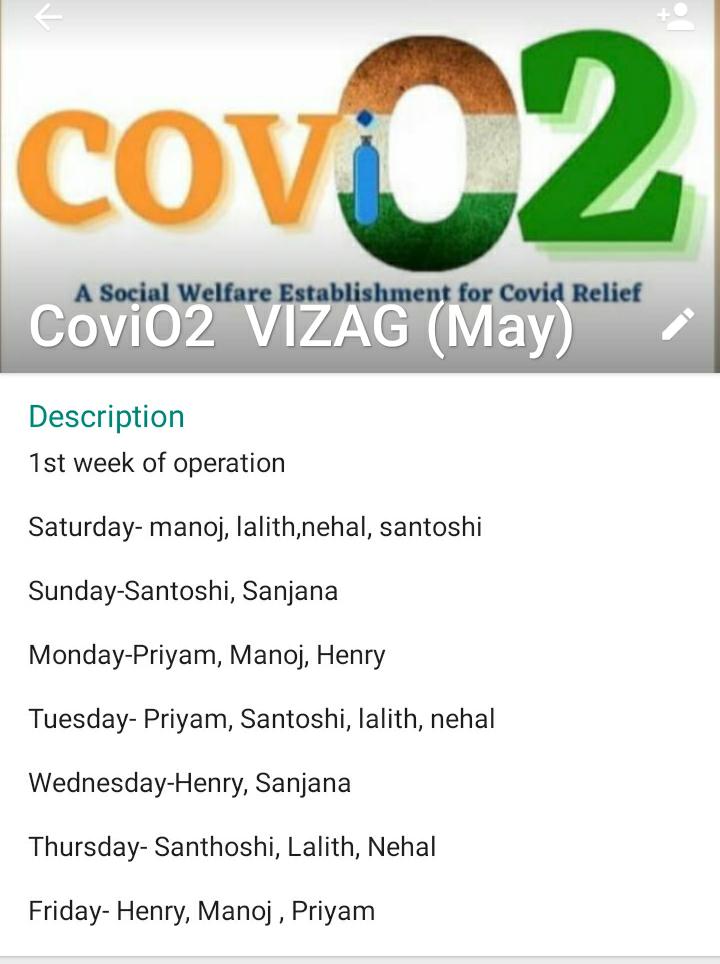 COViO2
A Social Welfare Establishment for Covid Relief
CoviO2 VIZAG (May)
Description
1st week of operation
Saturday- manoj, lalith,nehal, santoshi
Sunday-Santoshi, Sanjana
Monday-Priyam, Manoj, Henry
Tuesday- Priyam, Santoshi, lalith, nehal
Wednesday-Henry, Sanjana
Thursday- Santhoshi, Lalith, Nehal
Friday- Henry, Manoj , Priyam